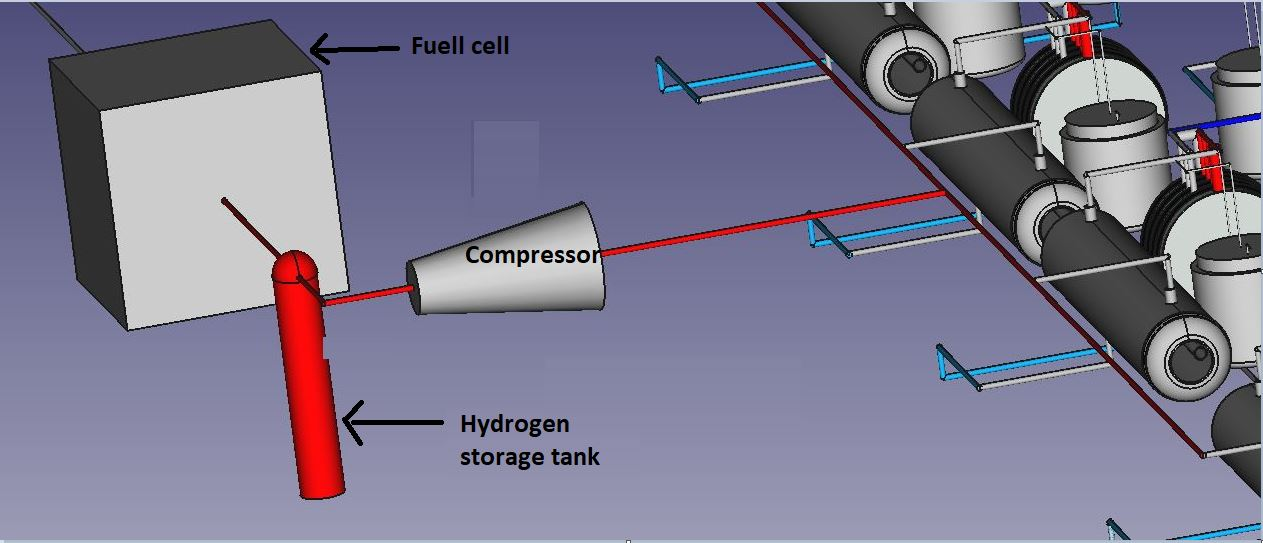 Fuell cell
Compressor
Hydrogen
storage tank